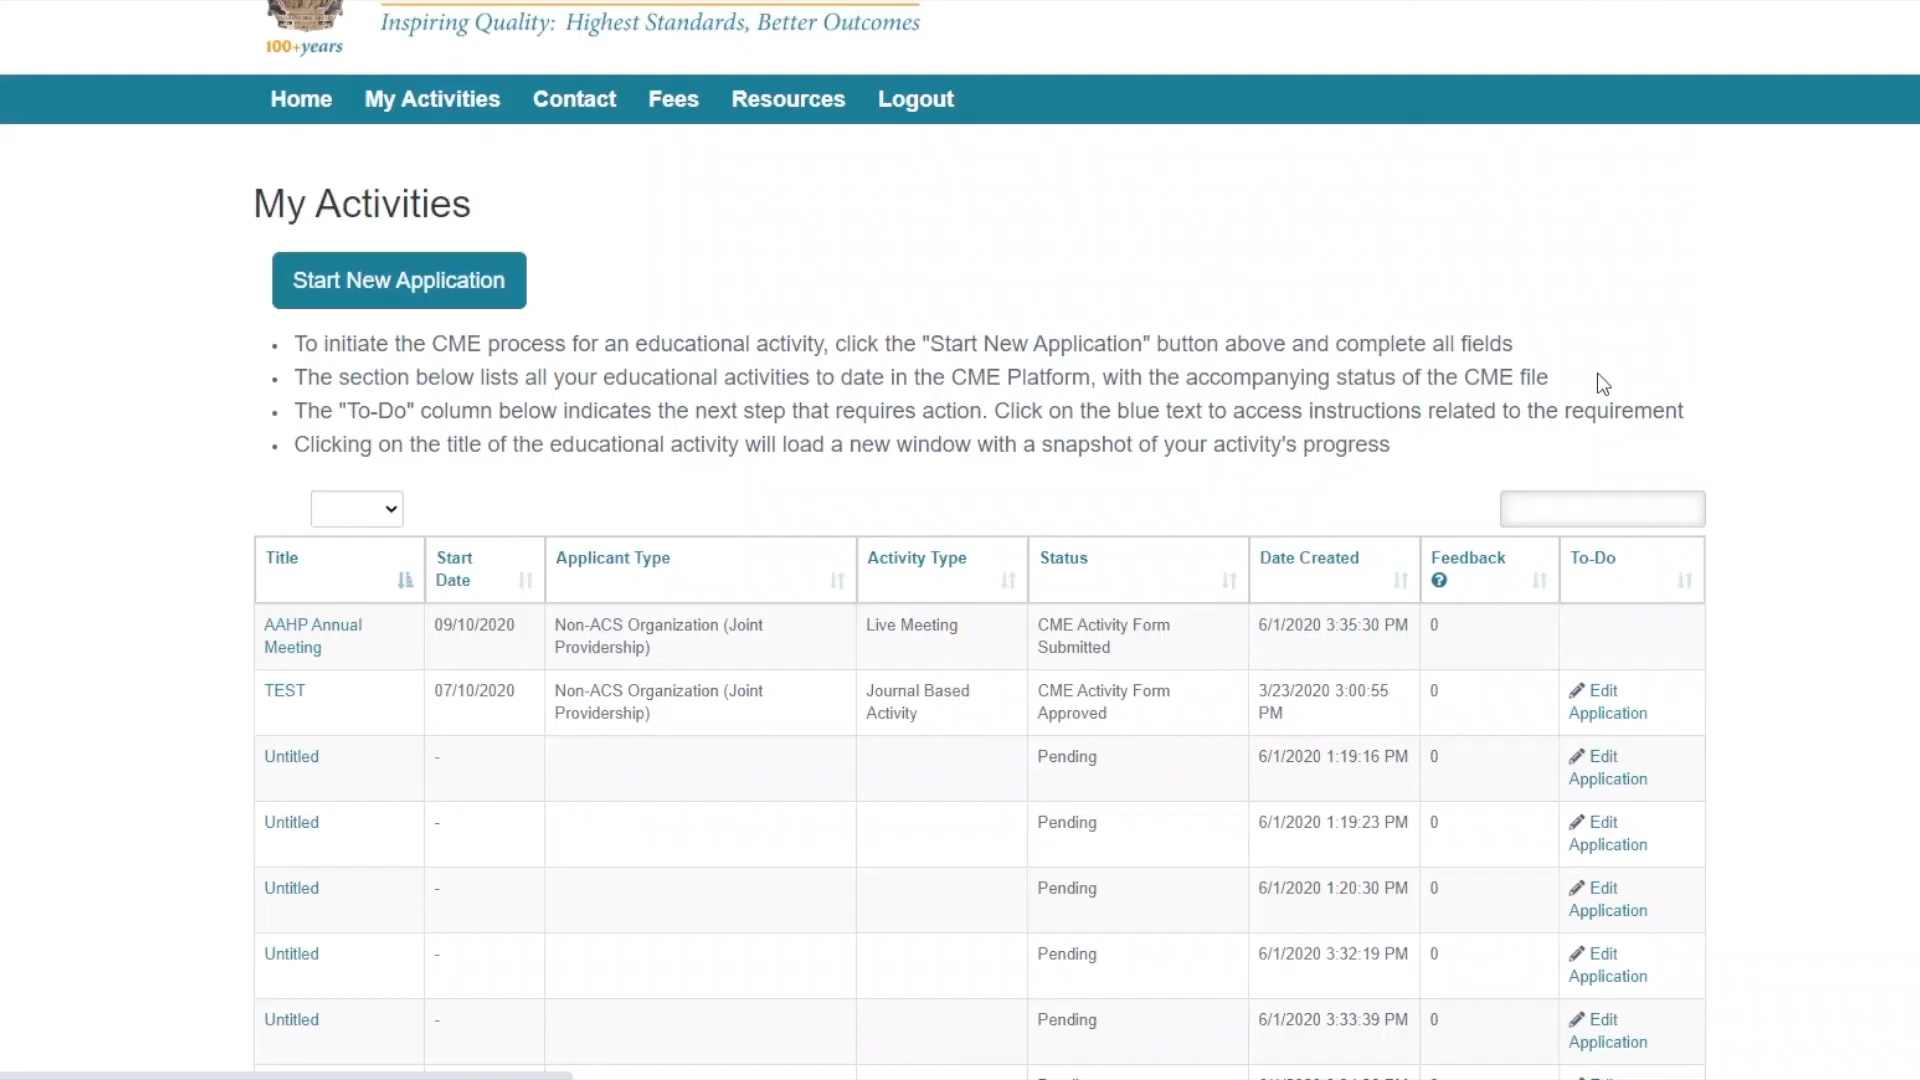 100+years
Inspiring Quality: Highest Standards, Better Outcomes
Home My Activities Contact Fees Resources Logout
My Activities
Start New Application
• To initiate the CME process for an educational activity, click the "Start New Application" button above and complete all fields
• The section below lists all your educational activities to date in the CME Platform, with the accompanying status of the CME file
• The "To-Do" column below indicates the next step that requires action. Click on the blue text to access instructions related to the requirement
• Clicking on the title of the educational activity will load a new window with a snapshot of your activity's progress
Title Start Date Applicant Type Activity Type Status Date Created Feedback ? To-Do
AAHP Annual Meeting 09/10/2020 Non-ACS Organization (Joint Providership) Live Meeting CME Activity Form Submitted 6/1/2020 3:35:30 PM 0
TEST 07/10/2020 Non-ACS Organization (Joint Providership) Journal Based Activity CME Activity Form Approved 3/23/2020 3:00:55 PM 0 Edit Application
Untitled - Pending 6/1/2020 1:19:16 PM 0 Edit Application
Untitled - Pending 6/1/2020 1:19:23 PM 0 Edit Application
Untitled - Pending 6/1/2020 1:20:30 PM 0 Edit Application
Untitled - Pending 6/1/2020 3:32:19 PM 0 Edit Application
Untitled - Pending 6/1/2020 3:33:39 PM 0 Edit Application